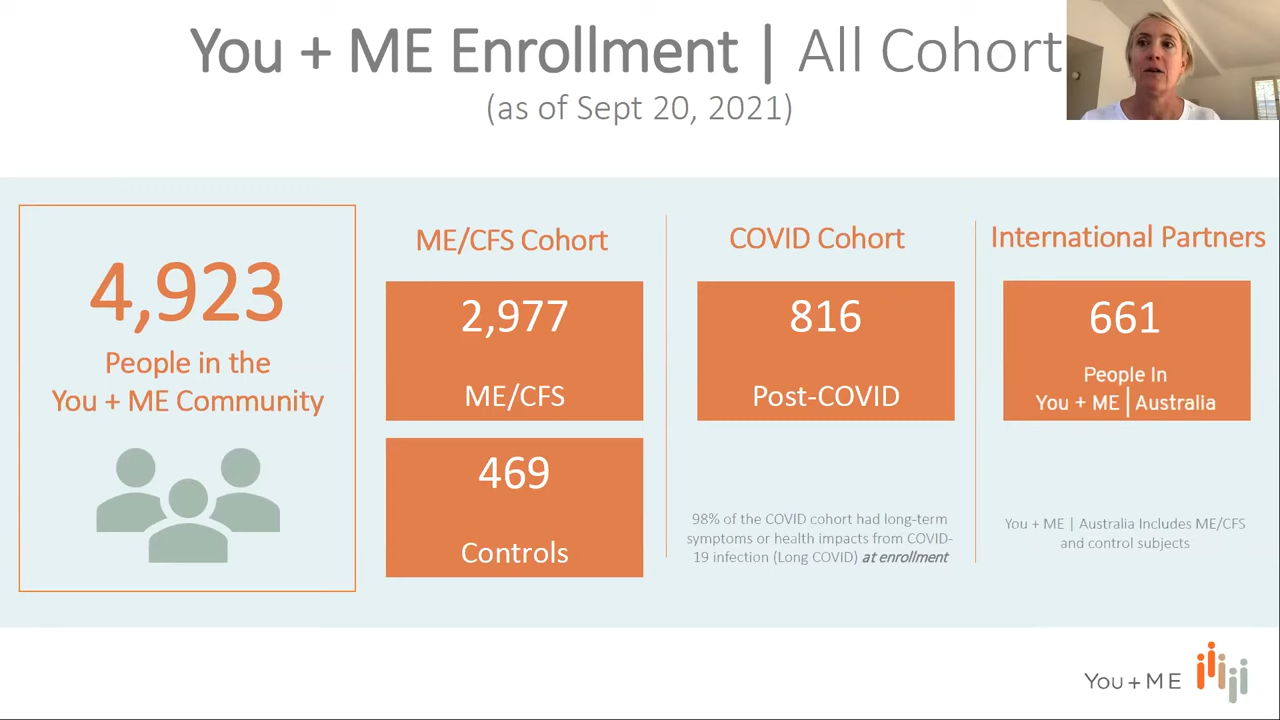 You + ME Enrollment | All Cohort
(as of Sept 20, 2021)
4,923
People in the
You + ME Community
ME/CFS Cohort
2,977
ME/CFS
469
Controls
COVID Cohort
816
Post-COVID
98% of the COVID cohort had long-term
symptoms or health impacts from COVID-
19 infection (Long COVID) at enrollment
International Partners
661
People In
You + ME | Australia
You + ME | Australia Includes ME/CFS
and control subjects
You + ME